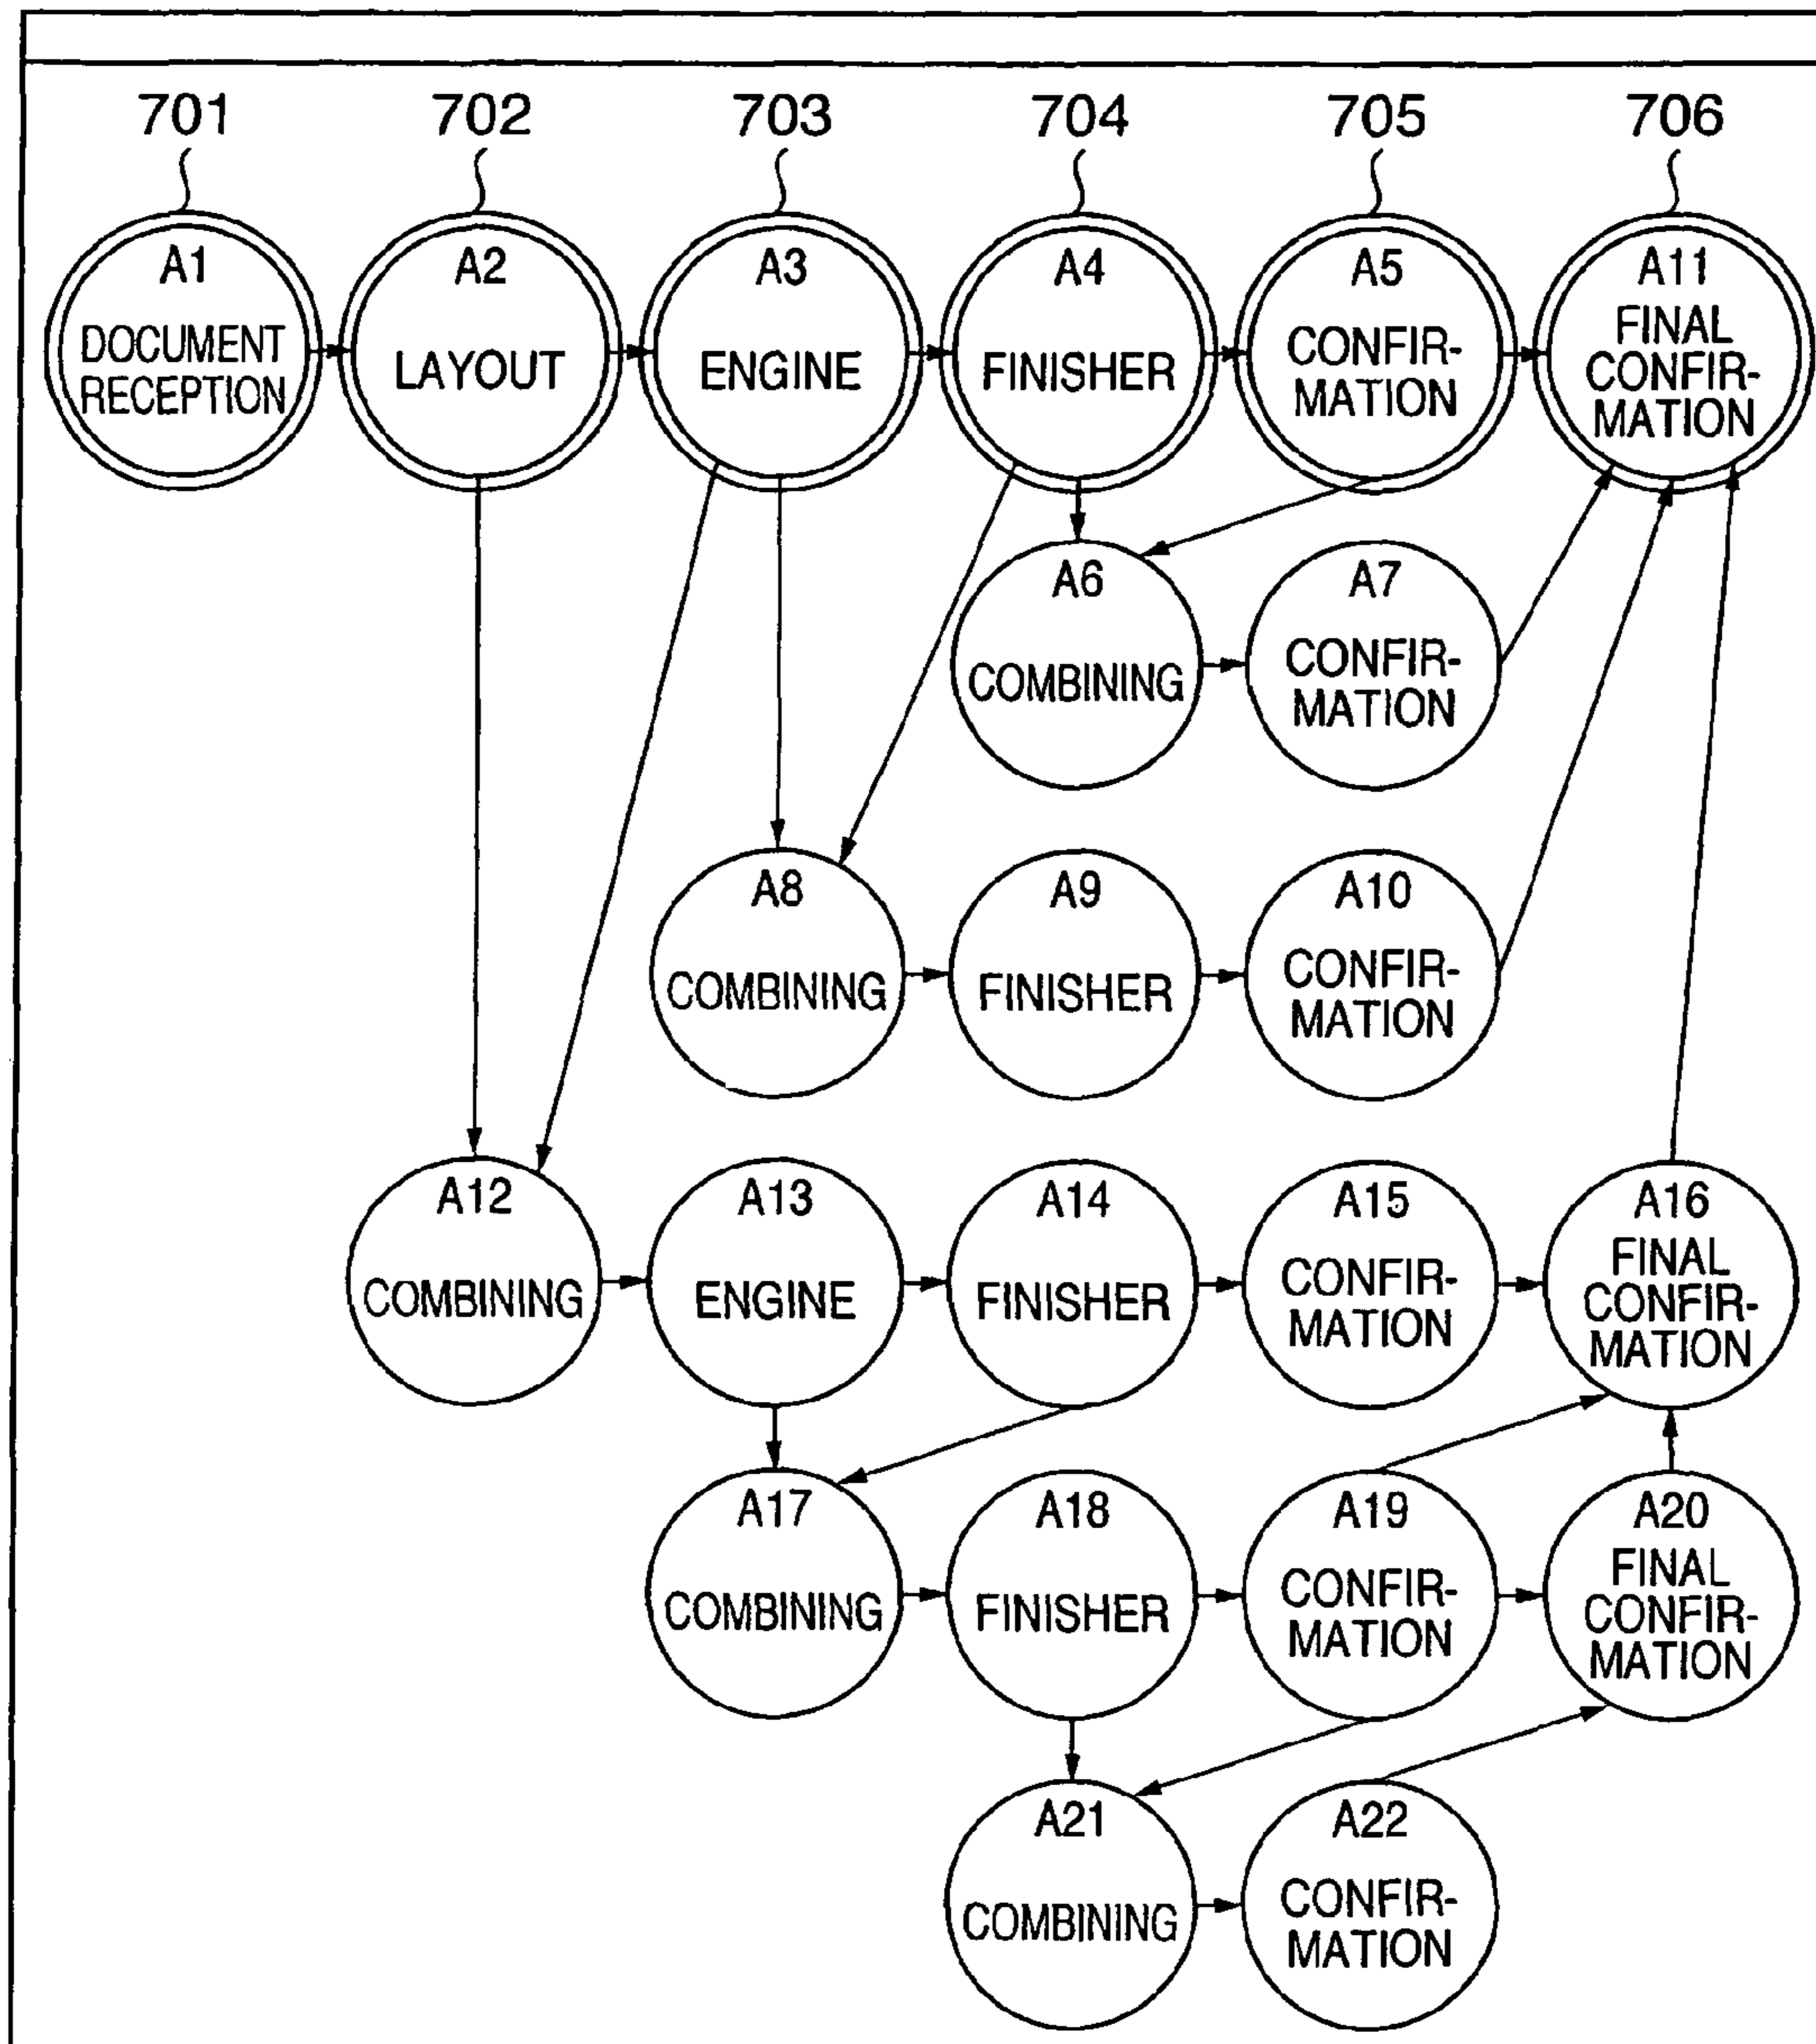 701 702 703 704 705 706
A1
DOCUMENT
RECEPTION
A2
LAYOUT
A3
ENGINE
A4
FINISHER
A5
CONFIR-
MATION
A11
FINAL
CONFIR-
MATION
A6
COMBINING
A7
CONFIR-
MATION
A8
COMBINING
A9
FINISHER
A10
CONFIR-
MATION
A12
COMBINING
A13
ENGINE
A14
FINISHER
A15
CONFIR-
MATION
A16
FINAL
CONFIR-
MATION
A17
COMBINING
A18
FINISHER
A19
CONFIR-
MATION
A20
FINAL
CONFIR-
MATION
A21
COMBINING
A22
CONFIR-
MATION